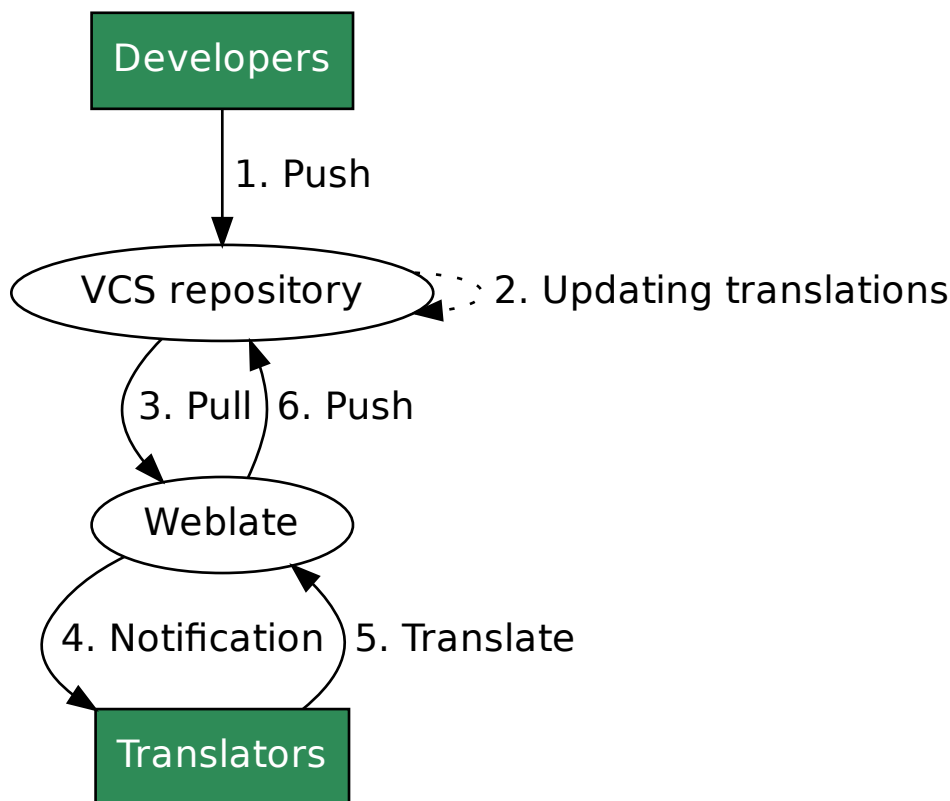 Developers
1. Push
VCS repository
2. Updating translations
3. Pull
6. Push
Weblate
4. Notification
5. Translate
Translators